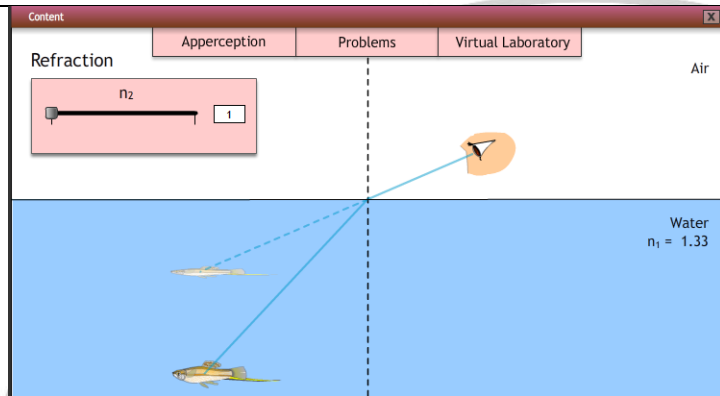 Content
X
Apperception
Problems
Virtual Laboratory
Refraction
Air
n₂
1
Water
n₁ = 1.33